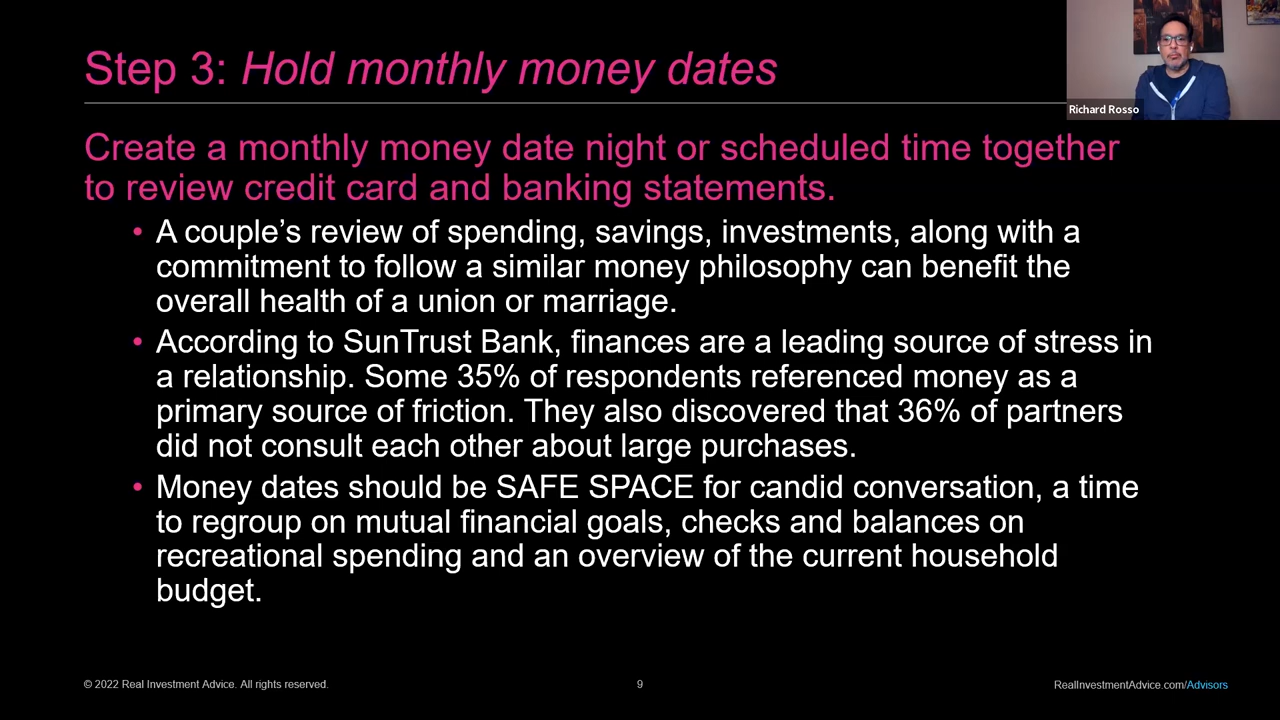 Step 3: Hold monthly money dates
Richard Rosso
Create a monthly money date night or scheduled time together
to review credit card and banking statements.
• A couple’s review of spending, savings, investments, along with a
commitment to follow a similar money philosophy can benefit the
overall health of a union or marriage.
• According to SunTrust Bank, finances are a leading source of stress in
a relationship. Some 35% of respondents referenced money as a
primary source of friction. They also discovered that 36% of partners
did not consult each other about large purchases.
• Money dates should be SAFE SPACE for candid conversation, a time
to regroup on mutual financial goals, checks and balances on
recreational spending and an overview of the current household
budget.
© 2022 Real Investment Advice. All rights reserved.
9
RealInvestmentAdvice.com/Advisors